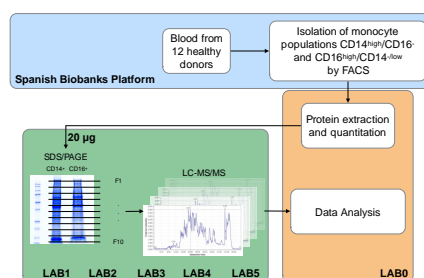 Blood from
12 healthy
donors
Isolation of monocyte
populations CD14high/CD16-
and CD16high/CD14-/low
by FACS
Spanish Biobanks Platform
Protein extraction
and quantitation
20 µg
SDS/PAGE
CD14+ CD16+
F1
.
.
.
F10
LC-MS/MS
Data Analysis
LAB1 LAB2 LAB3 LAB4 LAB5
LAB0